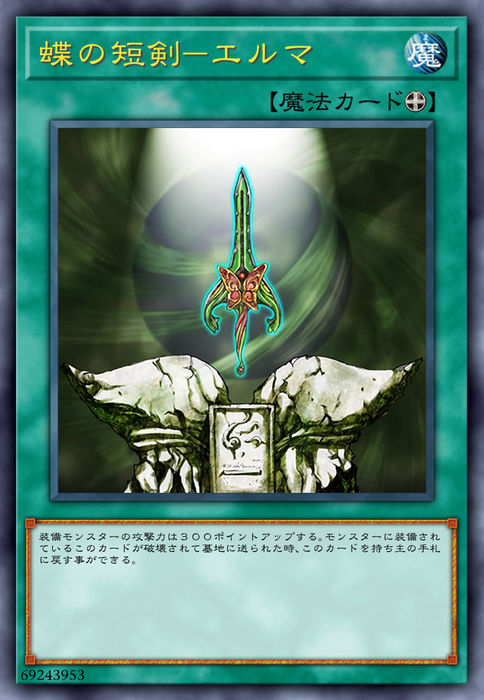 蝶の短剣－エルマ
魔
【魔法カード】
装備モンスターの攻撃力は３００ポイントアップする。モンスターに装備され
ているこのカードが破壊されて墓地に送られた時、このカードを持ち主の手札
に戻す事ができる。
69243953